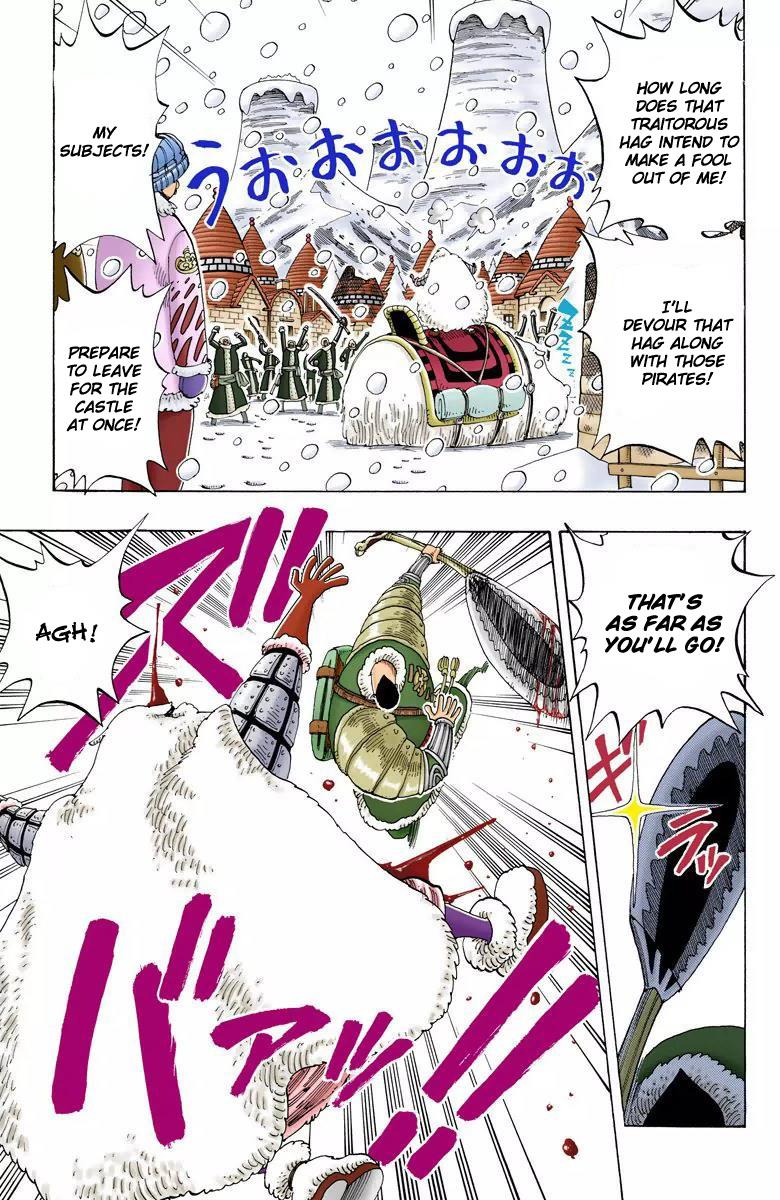 HOW LONG
DOES THAT
TRAITOROUS
HAG INTEND TO
MAKE A FOOL
OUT OF ME!
I'LL
DEVOUR THAT
HAG ALONG
WITH THOSE
PIRATES!
うおおおおおお
MY
SUBJECTS!
PREPARE
TO LEAVE
FOR THE
CASTLE
AT ONCE!
THAT'S
AS FAR AS
YOU'LL GO!
ギラッ
AGH!
ズバァッ!!